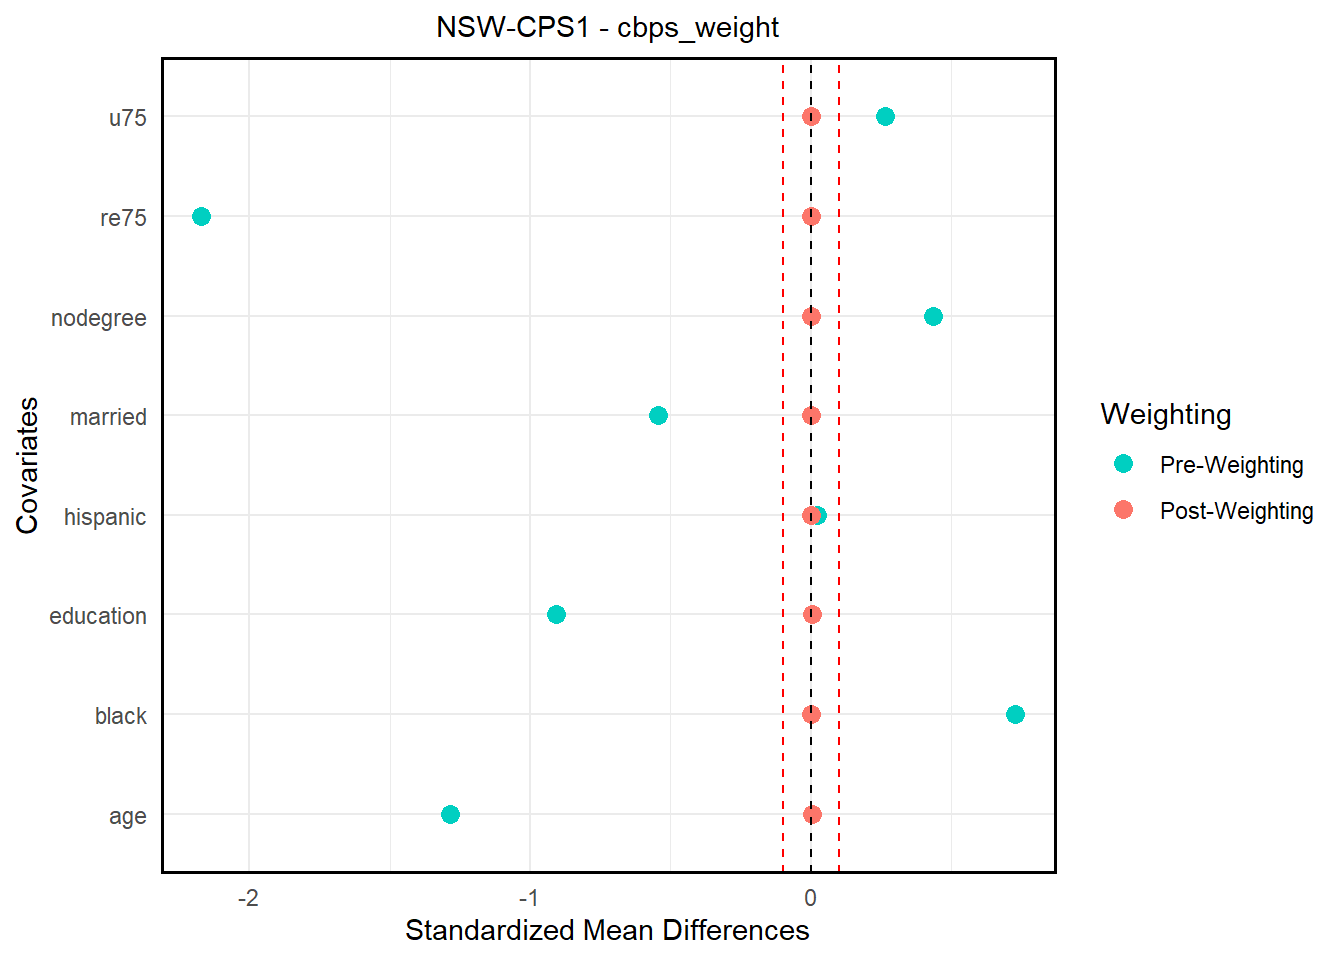 NSW-CPS1 - cbps_weight
u75
re75
nodegree
married
hispanic
education
black
age
Covariates
-2
-1
0
Standardized Mean Differences
Weighting
Pre-Weighting
Post-Weighting